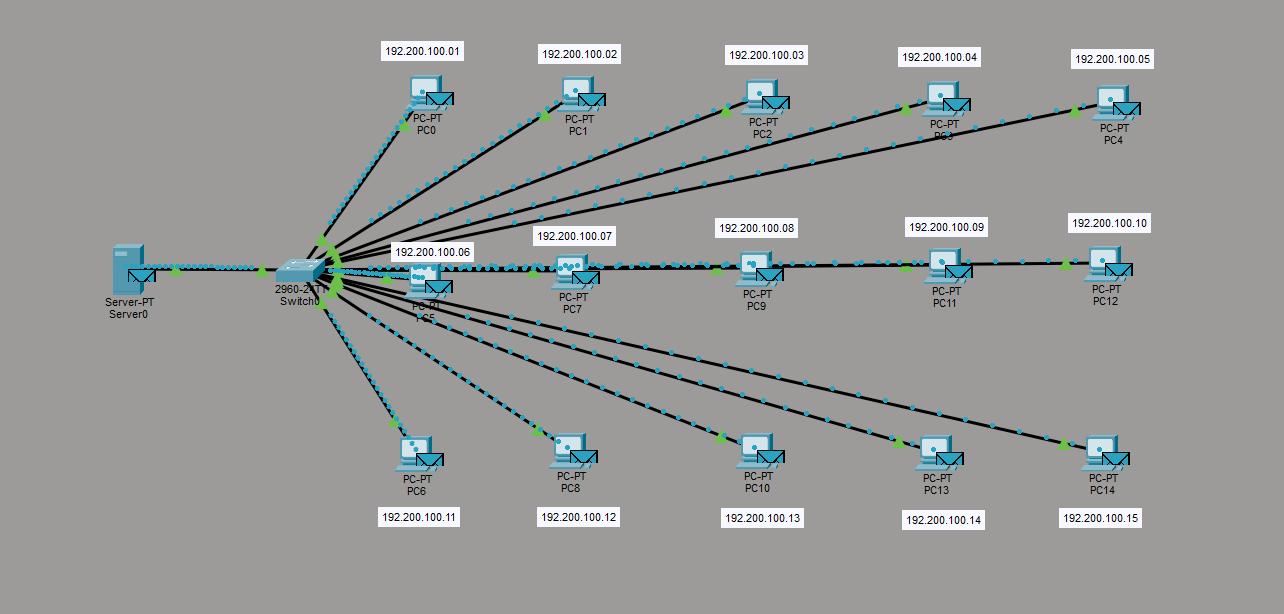 192.200.100.01
192.200.100.02
192.200.100.03
192.200.100.04
192.200.100.05
PC-PT
PC0
PC-PT
PC1
PC-PT
PC2
PC-PT
PC3
PC-PT
PC4
192.200.100.06
192.200.100.07
192.200.100.08
192.200.100.09
192.200.100.10
Server-PT
Server0
Switch0
PC-PT
PC5
PC-PT
PC7
PC-PT
PC9
PC-PT
PC11
PC-PT
PC12
PC-PT
PC6
PC-PT
PC8
PC-PT
PC10
PC-PT
PC13
PC-PT
PC14
192.200.100.11
192.200.100.12
192.200.100.13
192.200.100.14
192.200.100.15